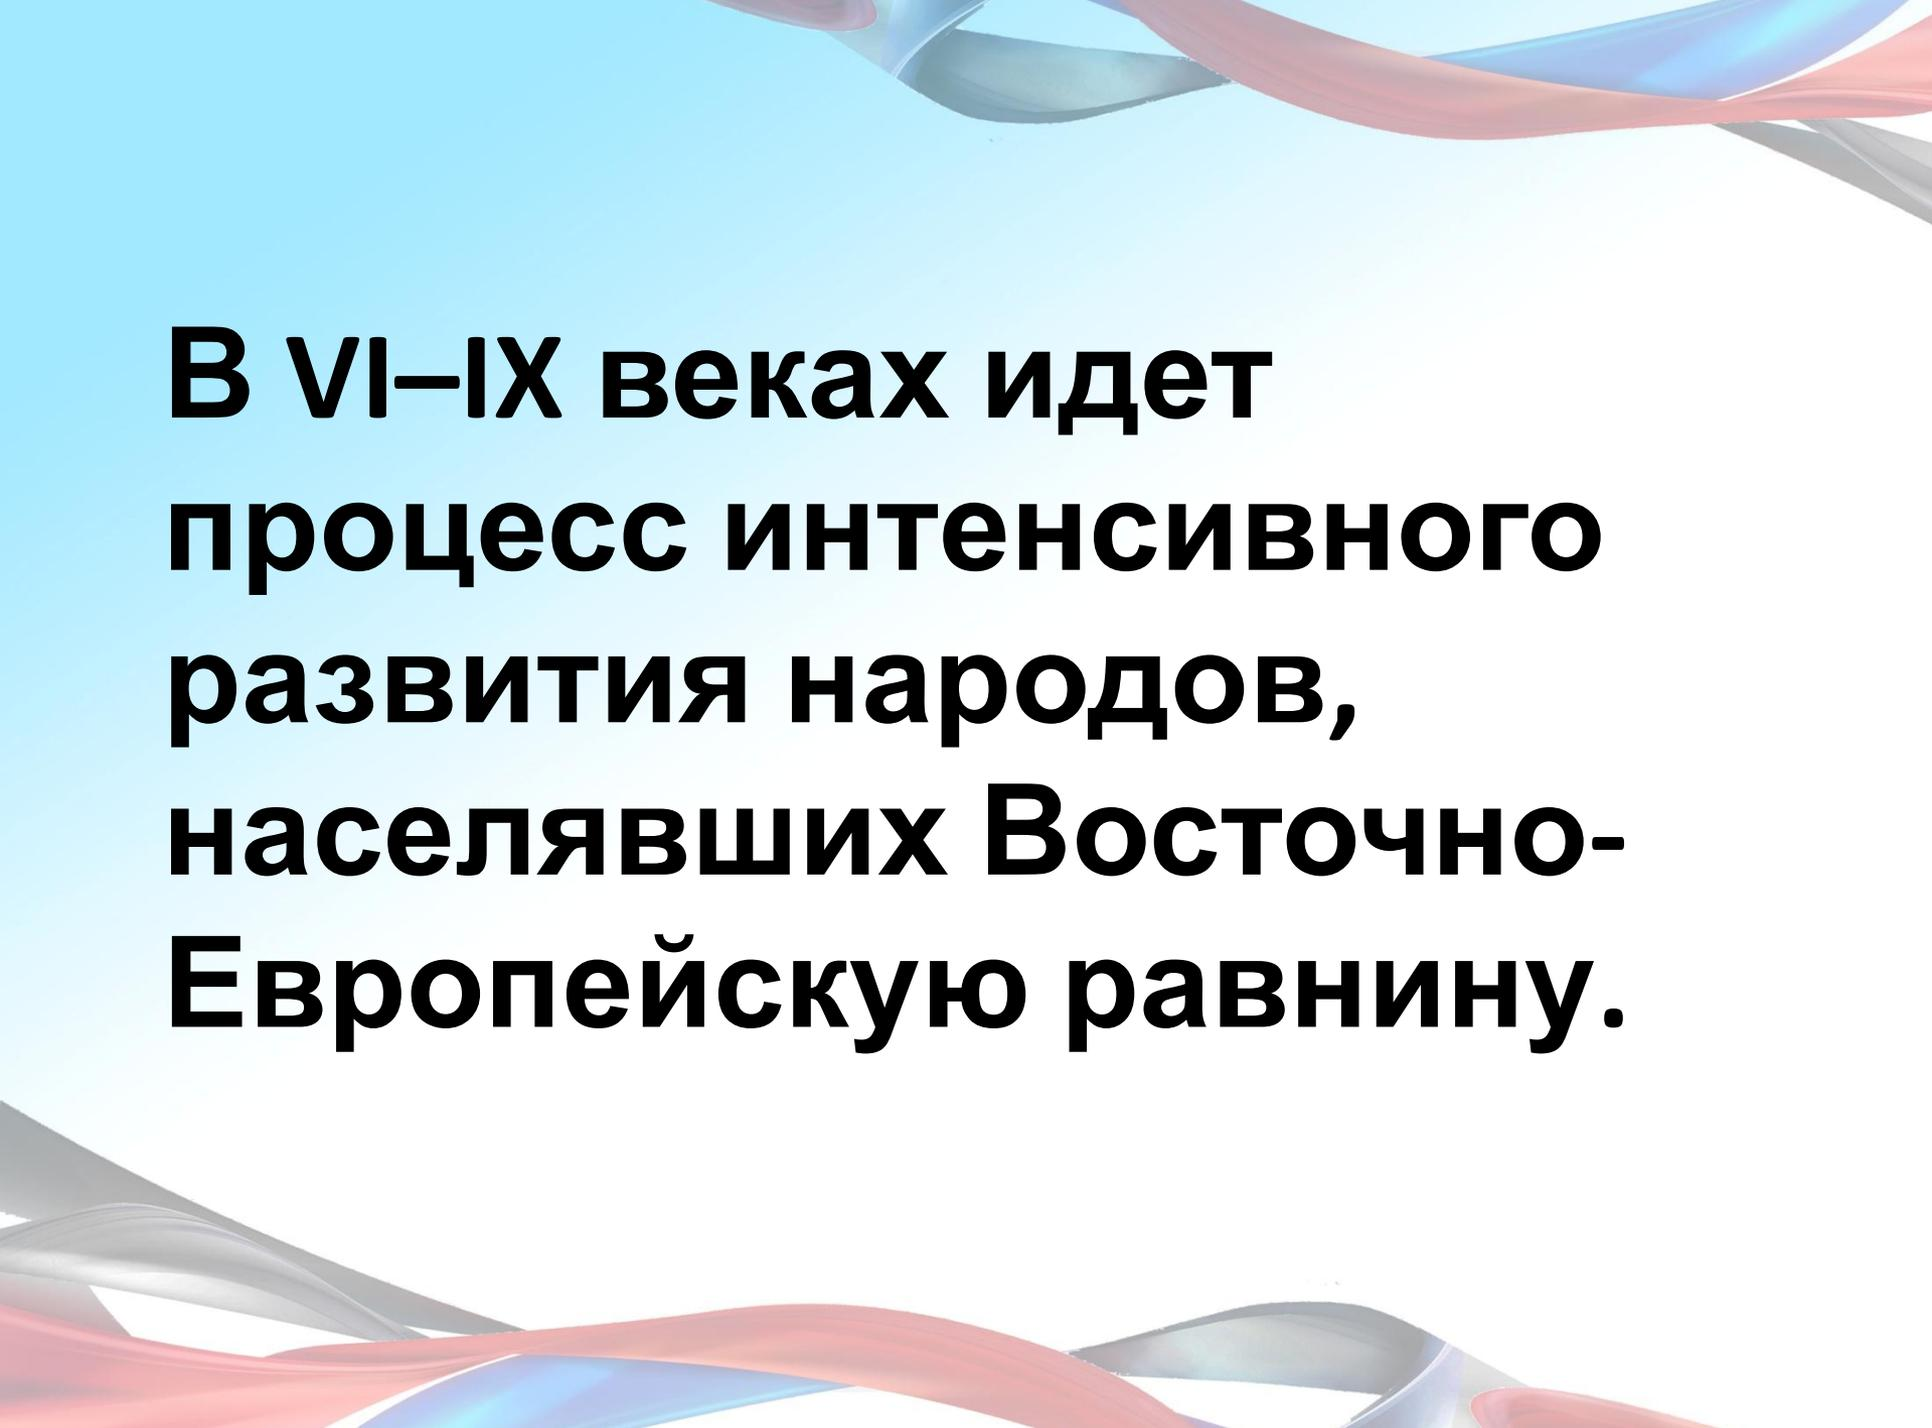 В VI–IX веках идет
процесс интенсивного
развития народов,
населявших Восточно-
Европейскую равнину.